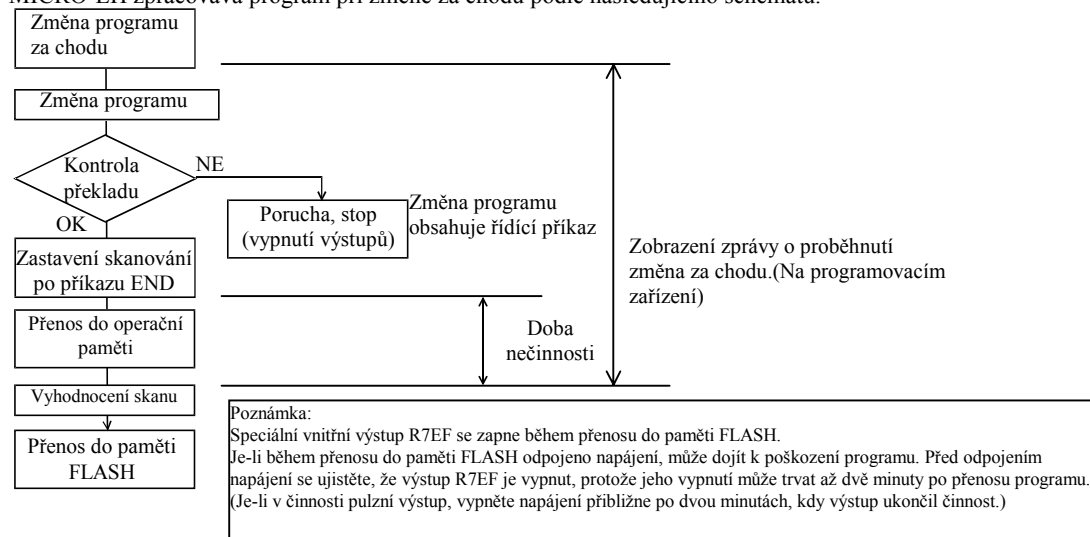 MICRO-EH zpracovává program při změně za chodu podle následujícího schématu.
Změna programu
za chodu
Změna programu
Kontrola
překladu
NE
OK
Porucha, stop
(vypnutí výstupů)
Změna programu
obsahuje řídící příkaz
Zastavení skanování
po příkazu END
Přenos do operační
paměti
Vyhodnocení skanu
Přenos do paměti
FLASH
Doba
nečinnosti
Zobrazení zprávy o proběhnutí
změna za chodu.(Na programovacím
zařízení)
Poznámka:
Speciální vnitřní výstup R7EF se zapne během přenosu do paměti FLASH.
Je-li během přenosu do paměti FLASH odpojeno napájení, může dojít k poškození programu. Před odpojením
napájení se ujistěte, že výstup R7EF je vypnut, protože jeho vypnutí může trvat až dvě minuty po přenosu programu.
(Je-li v činnosti pulzní výstup, vypněte napájení přibližně po dvou minutách, kdy výstup ukončil činnost.)